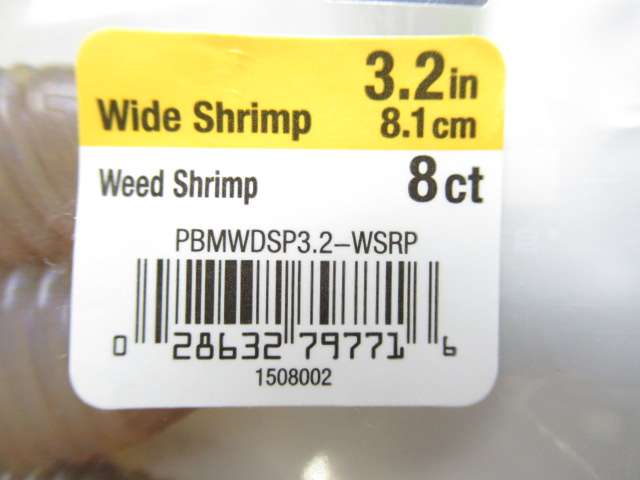 3.2in
Wide Shrimp 8.1cm
Weed Shrimp 8ct
PBMWDSP3.2-WSRP
0 28632 79771 6
1508002